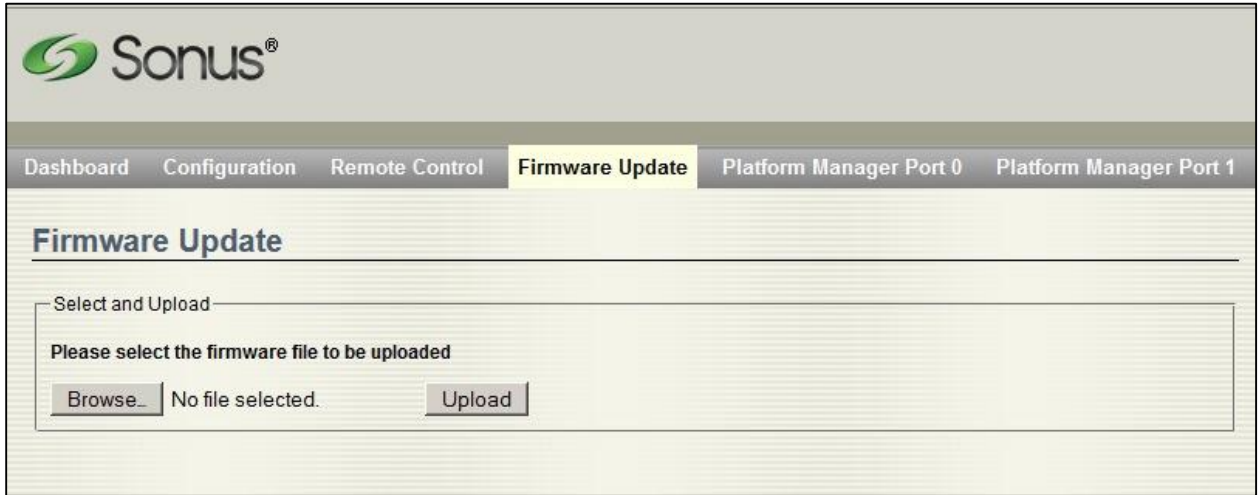 Sonus®
Dashboard Configuration Remote Control Firmware Update Platform Manager Port 0 Platform Manager Port 1
Firmware Update
Select and Upload
Please select the firmware file to be uploaded
Browse… No file selected. Upload